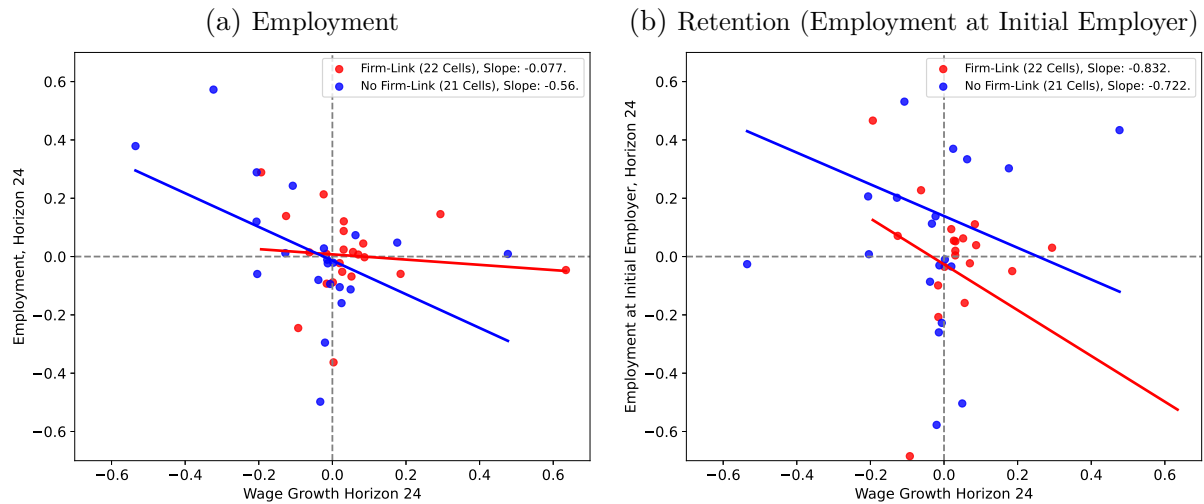 (a) Employment
Firm-Link (22 Cells), Slope: -0.077.
No Firm-Link (21 Cells), Slope: -0.56.
0.6
0.4
0.2
0.0
−0.2
−0.4
−0.6
Employment, Horizon 24
−0.6 −0.4 −0.2 0.0 0.2 0.4 0.6
Wage Growth Horizon 24
(b) Retention (Employment at Initial Employer)
Firm-Link (22 Cells), Slope: -0.832.
No Firm-Link (21 Cells), Slope: -0.722.
0.6
0.4
0.2
0.0
−0.2
−0.4
−0.6
Employment at Initial Employer, Horizon 24
−0.6 −0.4 −0.2 0.0 0.2 0.4 0.6
Wage Growth Horizon 24